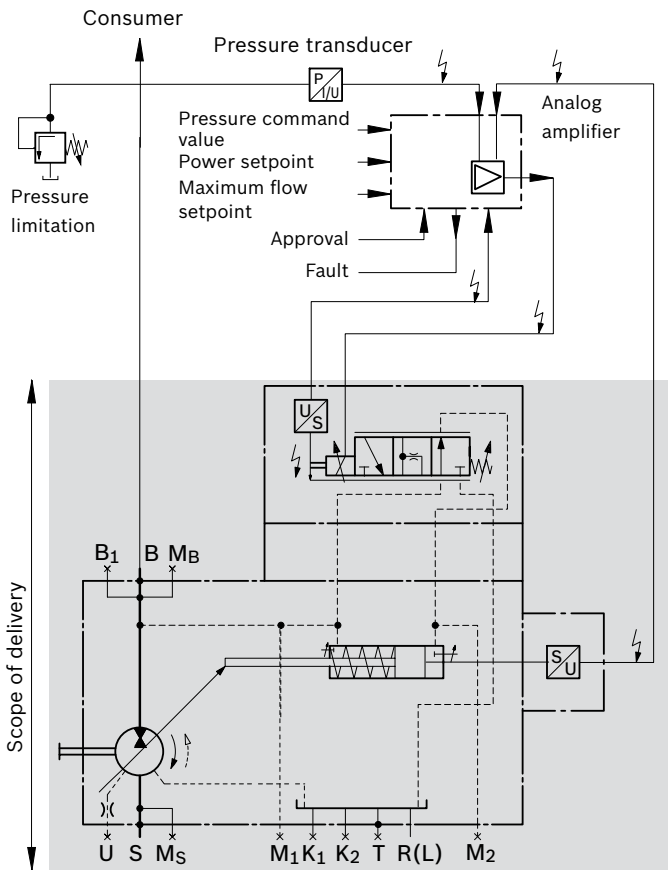 Consumer
Pressure transducer
P
I/U
Analog
amplifier
Pressure command
value
Power setpoint
Maximum flow
setpoint
Pressure
limitation
Approval
Fault
U
S
B1 B MB
Scope of delivery
S
U
U S MS M1 K1 K2 T R(L) M2